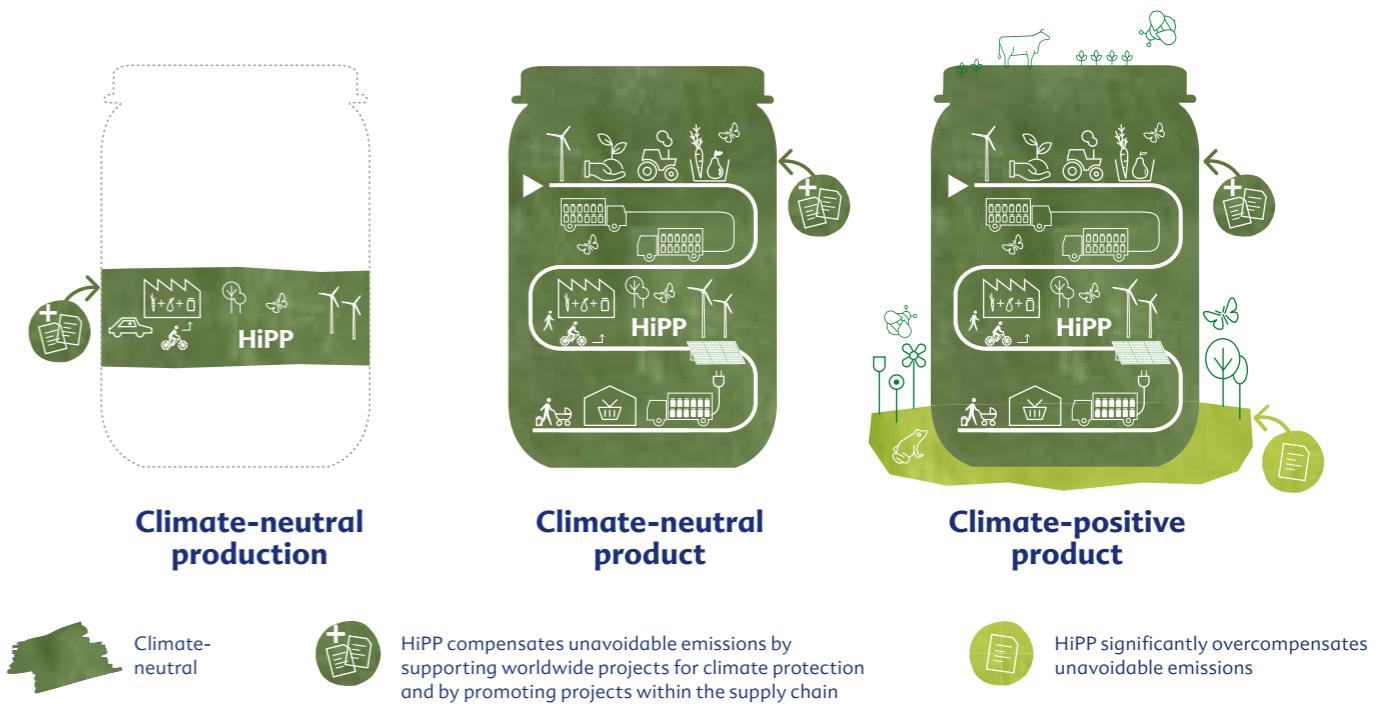 HiPP
HiPP
HiPP
Climate-neutral
production
Climate-neutral
product
Climate-positive
product
Climate-
neutral
HiPP compensates unavoidable emissions by
supporting worldwide projects for climate protection
and by promoting projects within the supply chain
HiPP significantly overcompensates
unavoidable emissions